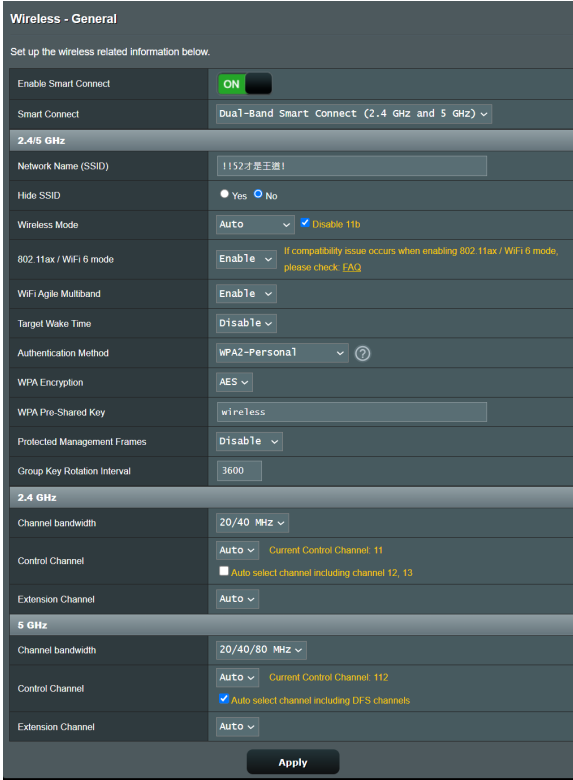 Wireless - General
Set up the wireless related information below.
Enable Smart Connect ON
Smart Connect Dual-Band Smart Connect (2.4 GHz and 5 GHz)
2.4/5 GHz
Network Name (SSID) !!52才是王道!
Hide SSID Yes No
Wireless Mode Auto Disable 11b
802.11ax / WiFi 6 mode Enable If compatibility issue occurs when enabling 802.11ax / WiFi 6 mode,
please check: FAQ
WiFi Agile Multiband Enable
Target Wake Time Disable
Authentication Method WPA2-Personal ?
WPA Encryption AES
WPA Pre-Shared Key wireless
Protected Management Frames Disable
Group Key Rotation Interval 3600
2.4 GHz
Channel bandwidth 20/40 MHz
Control Channel Auto Current Control Channel: 11
Auto select channel including channel 12, 13
Extension Channel Auto
5 GHz
Channel bandwidth 20/40/80 MHz
Control Channel Auto Current Control Channel: 112
Auto select channel including DFS channels
Extension Channel Auto
Apply